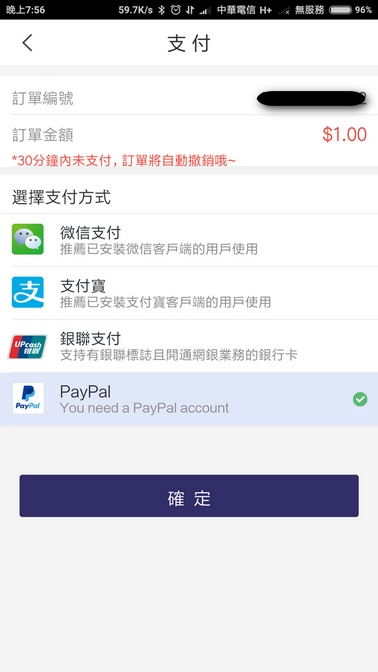 晚上7:56 59.7K/s 中華電信 H+ 無服務 96%
支付
訂單編號
訂單金額 $1.00
*30分鐘內未支付，訂單將自動撤銷哦~
選擇支付方式
微信支付
推薦已安裝微信客戶端的用戶使用
支 支付寶
推薦已安裝支付寶客戶端的用戶使用
UPcash 银联 銀聯支付
支持有銀聯標誌且開通網銀業務的銀行卡
PayPal PayPal
You need a PayPal account
確定